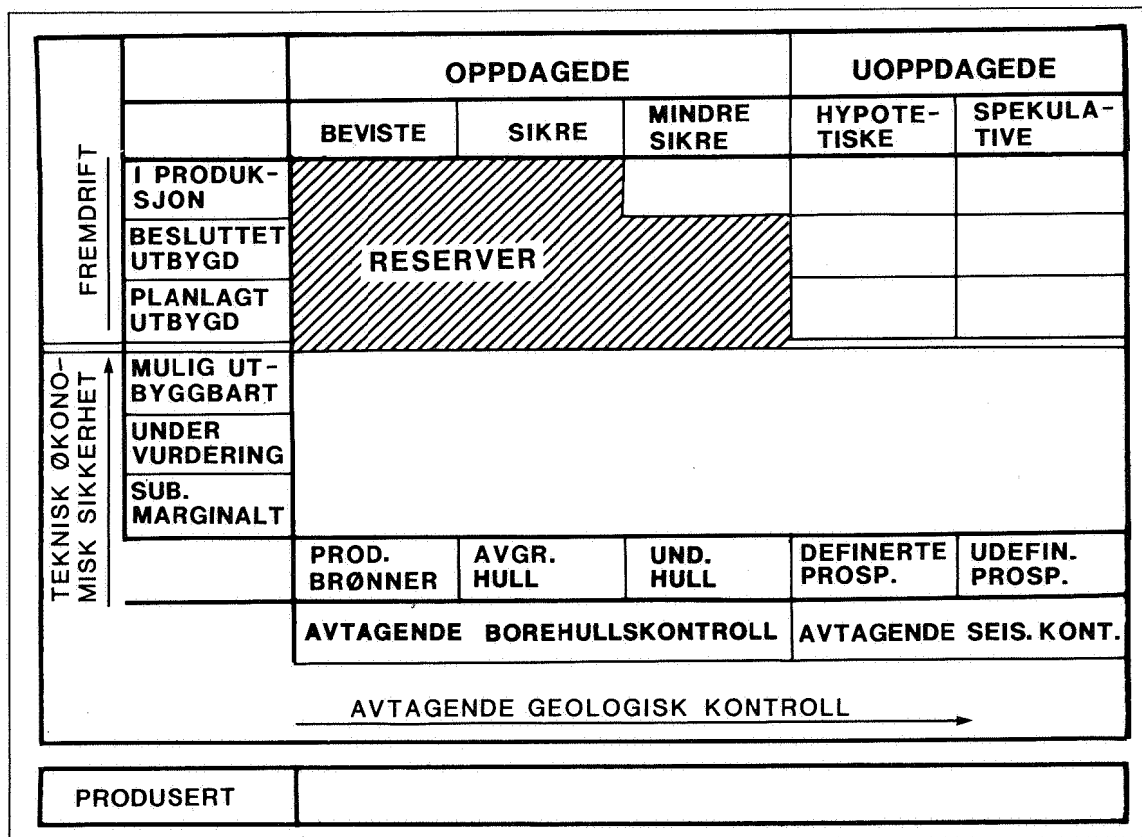 OPPDAGEDE
UOPPDAGEDE
BEVISTE
SIKRE
MINDRE
SIKRE
HYPOTE-
TISKE
SPEKULA-
TIVE
FREMDRIFT
I PRODUK-
SJON
BESLUTTET
UTBYGD
PLANLAGT
UTBYGD
RESERVER
TEKNISK ØKONO-
MISK SIKKERHET
MULIG UT-
BYGGBART
UNDER
VURDERING
SUB.
MARGINALT
PROD.
BRØNNER
AVGR.
HULL
UND.
HULL
DEFINERTE
PROSP.
UDEFIN.
PROSP.
AVTAGENDE BOREHULLSKONTROLL
AVTAGENDE SEIS. KONT.
AVTAGENDE GEOLOGISK KONTROLL
PRODUSERT